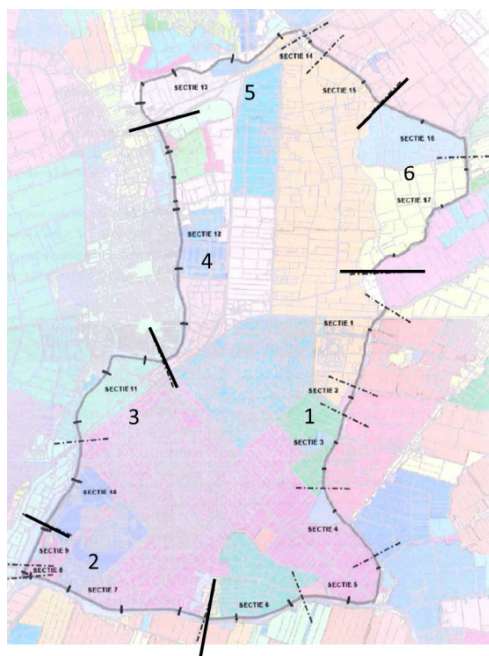 SECTIE 14
SECTIE 13
5
SECTIE 15
SECTIE 16
6
SECTIE 17
SECTIE 12
4
SECTIE 1
SECTIE 11
SECTIE 2
3
1
SECTIE 3
SECTIE 10
SECTIE 4
SECTIE 9
2
SECTIE 8
SECTIE 7
SECTIE 5
SECTIE 6